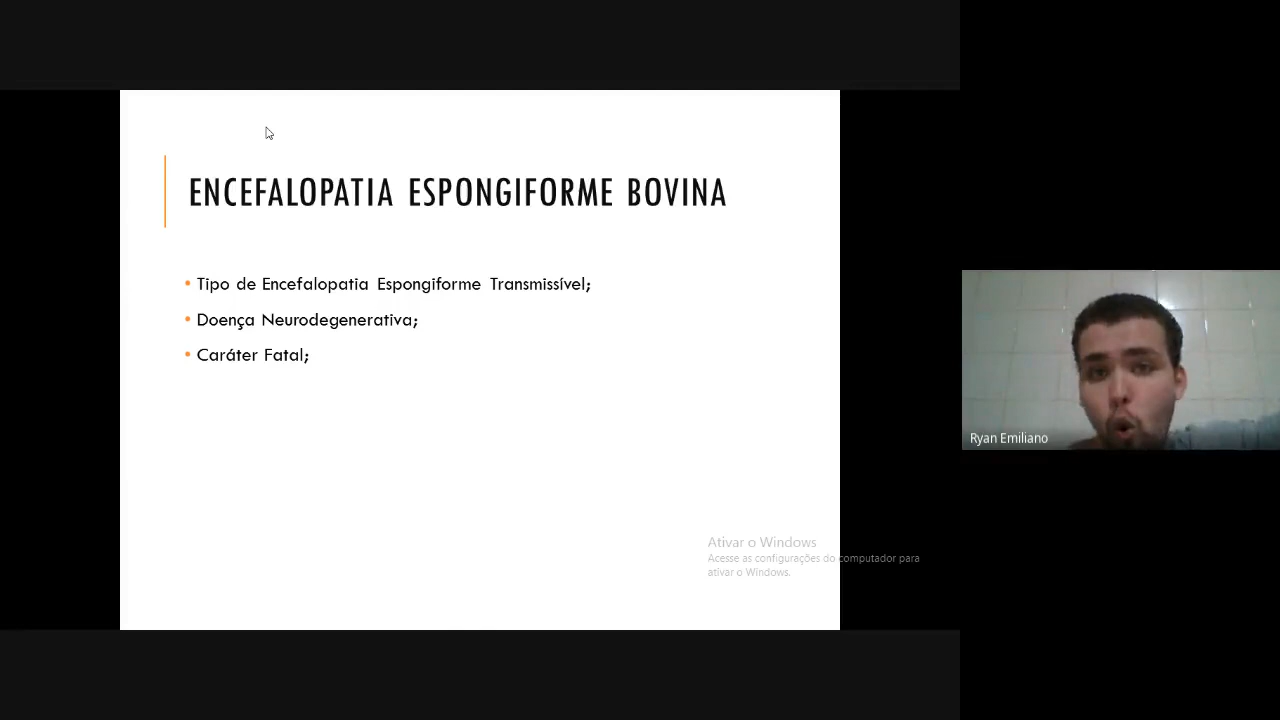 ENCEFALOPATIA ESPONGIFORME BOVINA
• Tipo de Encefalopatia Espongiforme Transmissível;
• Doença Neurodegenerativa;
• Caráter Fatal;
Ativar o Windows
Acesse as configurações do computador para
ativar o Windows.
Ryan Emiliano